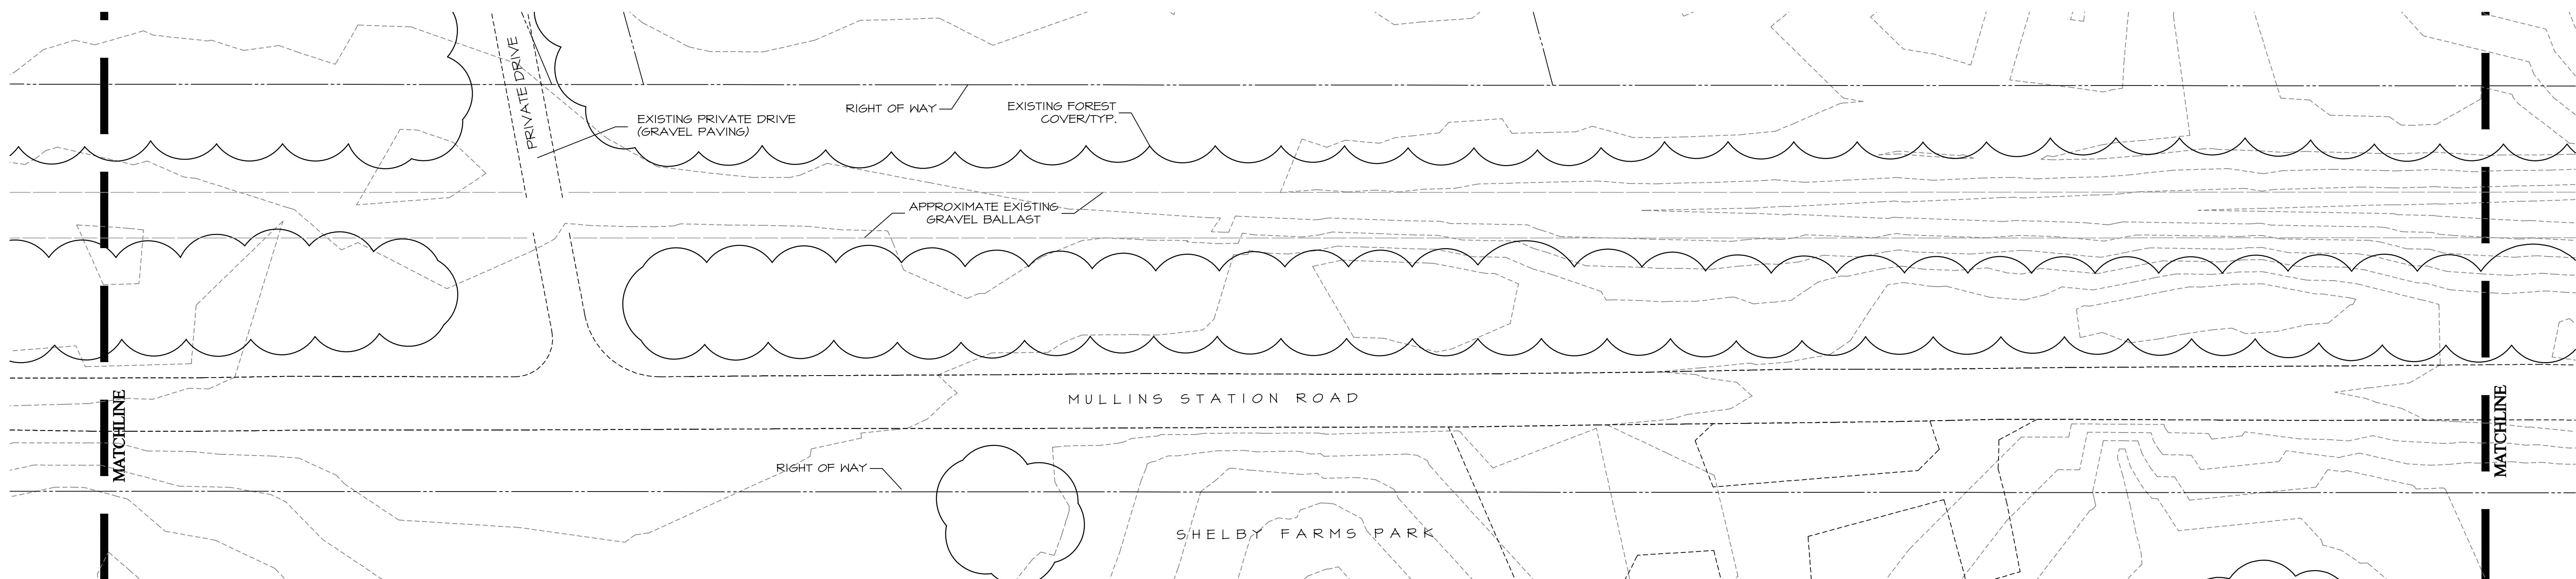 PRIVATE DRIVE
EXISTING PRIVATE DRIVE
(GRAVEL PAVING)
RIGHT OF WAY
EXISTING FOREST
COVER/TYP.
APPROXIMATE EXISTING
GRAVEL BALLAST
MATCHLINE
MULLINS STATION ROAD
MATCHLINE
RIGHT OF WAY
SHELBY FARMS PARK